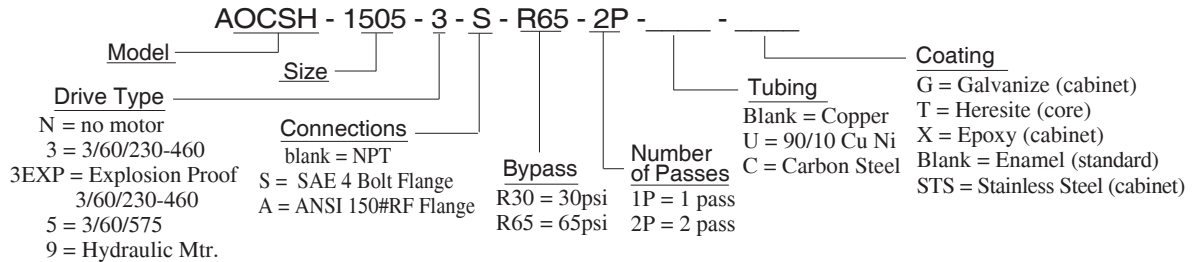 AOCSH - 1505 - 3 - S - R65 - 2P - ____ - ____
Model
Size
Drive Type
N = no motor
3 = 3/60/230-460
3EXP = Explosion Proof
3/60/230-460
5 = 3/60/575
9 = Hydraulic Mtr.
Connections
blank = NPT
S = SAE 4 Bolt Flange
A = ANSI 150#RF Flange
Bypass
R30 = 30psi
R65 = 65psi
Number
of Passes
1P = 1 pass
2P = 2 pass
Tubing
Blank = Copper
U = 90/10 Cu Ni
C = Carbon Steel
Coating
G = Galvanize (cabinet)
T = Heresite (core)
X = Epoxy (cabinet)
Blank = Enamel (standard)
STS = Stainless Steel (cabinet)